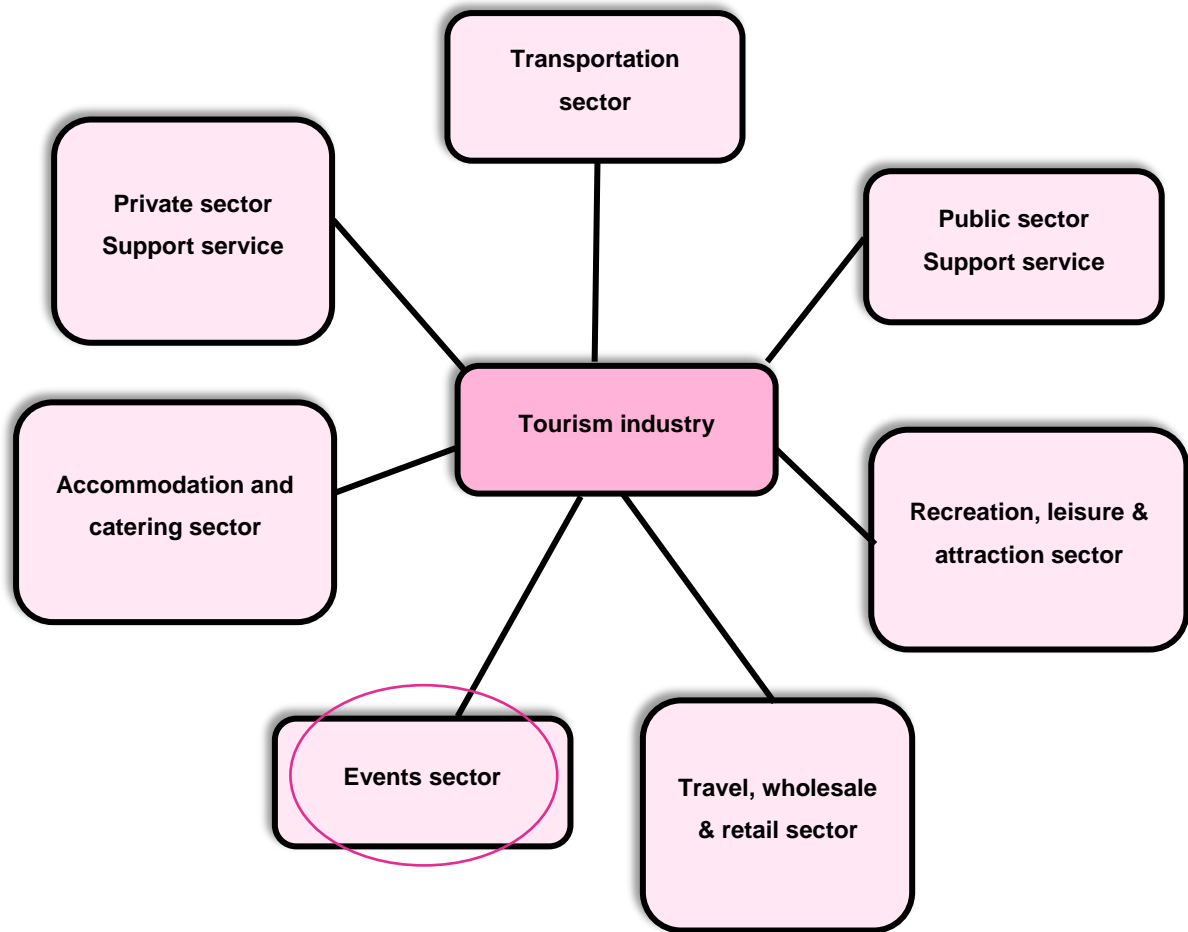 Transportation
sector
Private sector
Support service
Public sector
Support service
Tourism industry
Accommodation and
catering sector
Recreation, leisure &
attraction sector
Events sector
Travel, wholesale
& retail sector